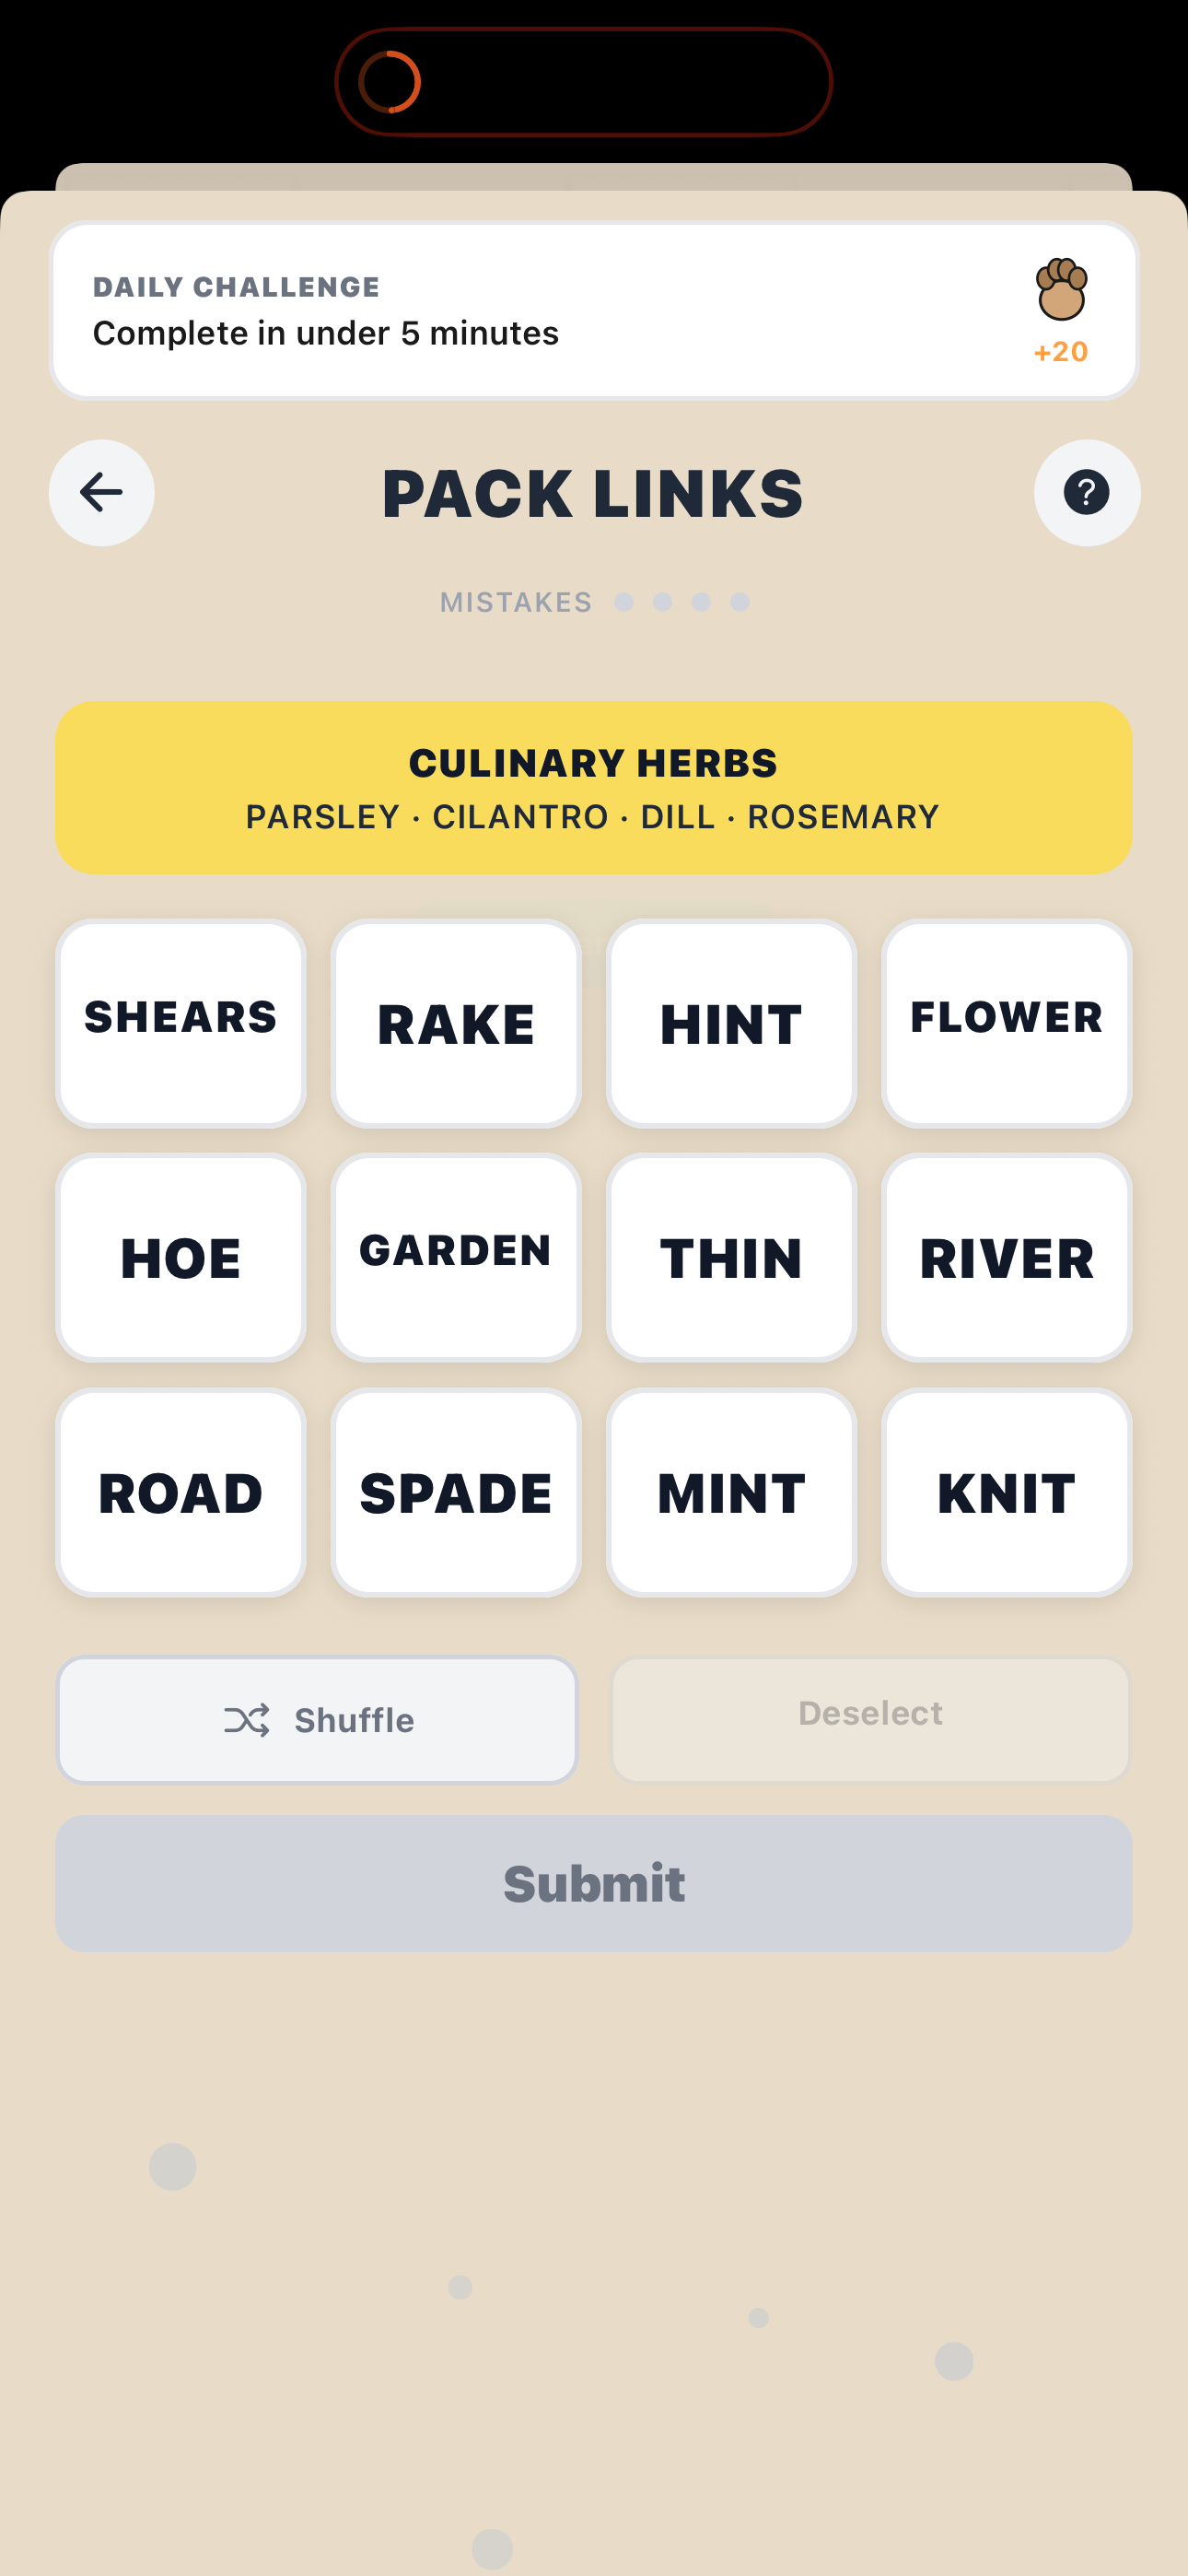 DAILY CHALLENGE
Complete in under 5 minutes
+20
PACK LINKS
MISTAKES
CULINARY HERBS
PARSLEY · CILANTRO · DILL · ROSEMARY
SHEARS
RAKE
HINT
FLOWER
HOE
GARDEN
THIN
RIVER
ROAD
SPADE
MINT
KNIT
Shuffle
Deselect
Submit